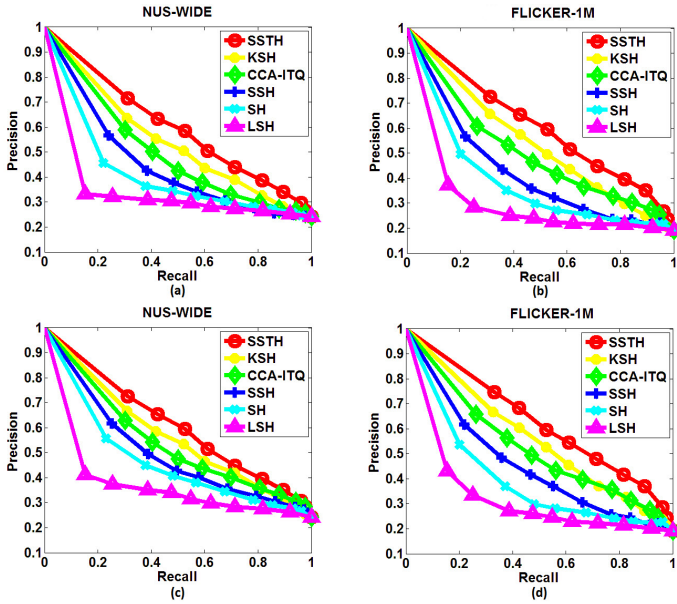 NUS-WIDE
1
0.9
0.8
0.7
0.6
0.5
0.4
0.3
0.2
0.1
Precision
0 0.2 0.4 0.6 0.8 1
Recall
(a)
SSTH
KSH
CCA-ITQ
SSH
SH
LSH
FLICKER-1M
1
0.9
0.8
0.7
0.6
0.5
0.4
0.3
0.2
0.1
Precision
0 0.2 0.4 0.6 0.8 1
Recall
(b)
SSTH
KSH
CCA-ITQ
SSH
SH
LSH
NUS-WIDE
1
0.9
0.8
0.7
0.6
0.5
0.4
0.3
0.2
0.1
Precision
0 0.2 0.4 0.6 0.8 1
Recall
(c)
SSTH
KSH
CCA-ITQ
SSH
SH
LSH
FLICKER-1M
1
0.9
0.8
0.7
0.6
0.5
0.4
0.3
0.2
0.1
Precision
0 0.2 0.4 0.6 0.8 1
Recall
(d)
SSTH
KSH
CCA-ITQ
SSH
SH
LSH